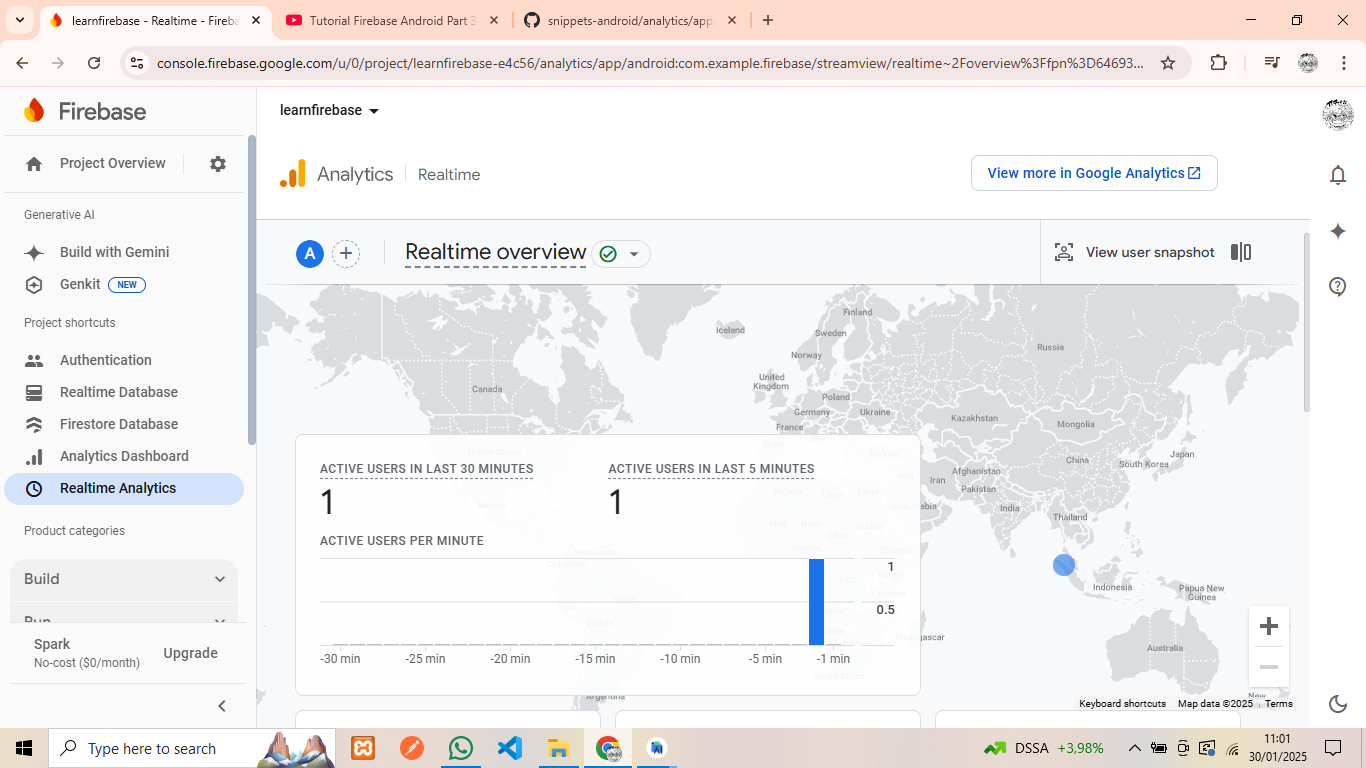 learnfirebase - Realtime - Fireba
Tutorial Firebase Android Part 3
snippets-android/analytics/app
console.firebase.google.com/u/0/project/learnfirebase-e4c56/analytics/app/android:com.example.firebase/streamview/realtime~2Foverview%3Ffpn%3D64693...
Firebase
learnfirebase
Project Overview
Analytics
Realtime
View more in Google Analytics
Generative AI
Build with Gemini
Genkit
NEW
Project shortcuts
Authentication
Realtime Database
Firestore Database
Analytics Dashboard
Realtime Analytics
Product categories
Build
Run
Spark
No-cost ($0/month)
Upgrade
A
Realtime overview
View user snapshot
Iceland
Finland
Sweden
Norway
Russia
United
Kingdom
Canada
Poland
Germany
Ukraine
France
Kazakhstan
Mongolia
Japan
China
South Korea
Afghanistan
Iran
Pakistan
India
Thailand
Indonesia
Papua New
Guinea
Madagascar
Australia
Argentina
New
ACTIVE USERS IN LAST 30 MINUTES
1
ACTIVE USERS IN LAST 5 MINUTES
1
ACTIVE USERS PER MINUTE
1
0.5
-30 min
-25 min
-20 min
-15 min
-10 min
-5 min
-1 min
Keyboard shortcuts
Map data ©2025
Terms
Type here to search
DSSA +3,98%
11:01
30/01/2025